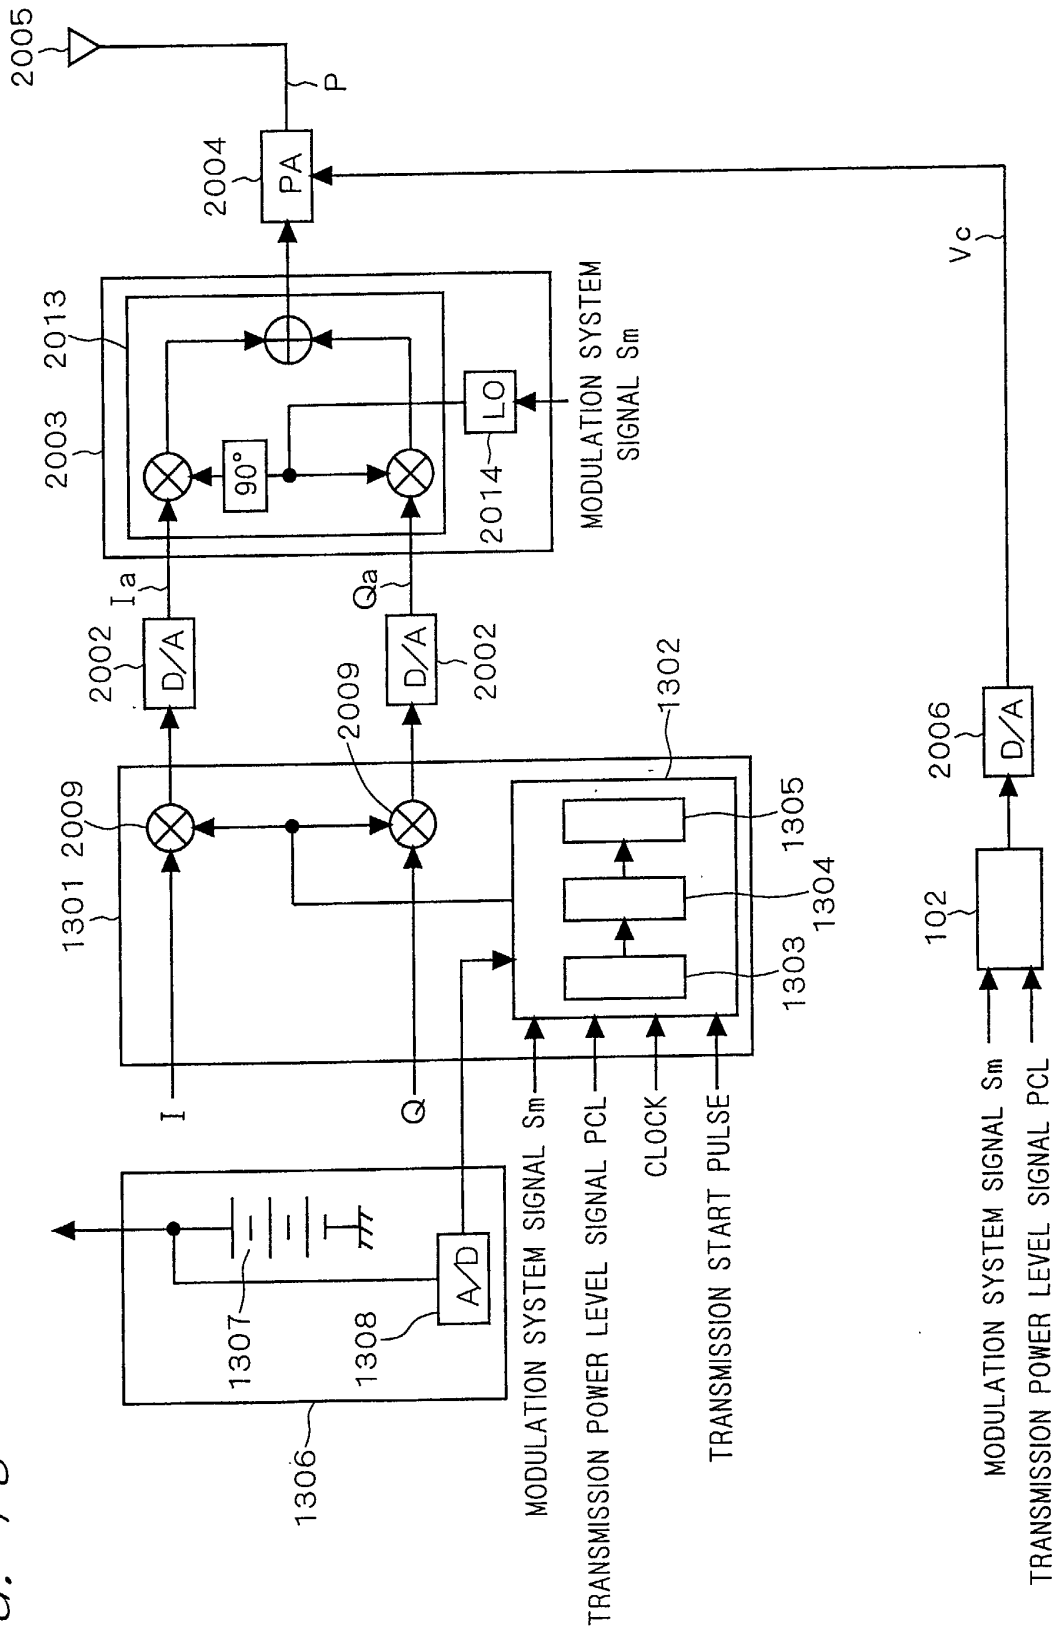 2005
P
2004
PA
Vc
2003
2013
90°
LO
2014
MODULATION SYSTEM
SIGNAL Sm
Ia
Qa
2002
D/A
D/A
2002
2009
2009
1301
1302
1303
1304
1305
2006
D/A
102
I
Q
MODULATION SYSTEM SIGNAL Sm
TRANSMISSION POWER LEVEL SIGNAL PCL
CLOCK
TRANSMISSION START PULSE
1307
1308
A/D
1306
MODULATION SYSTEM SIGNAL Sm
TRANSMISSION POWER LEVEL SIGNAL PCL